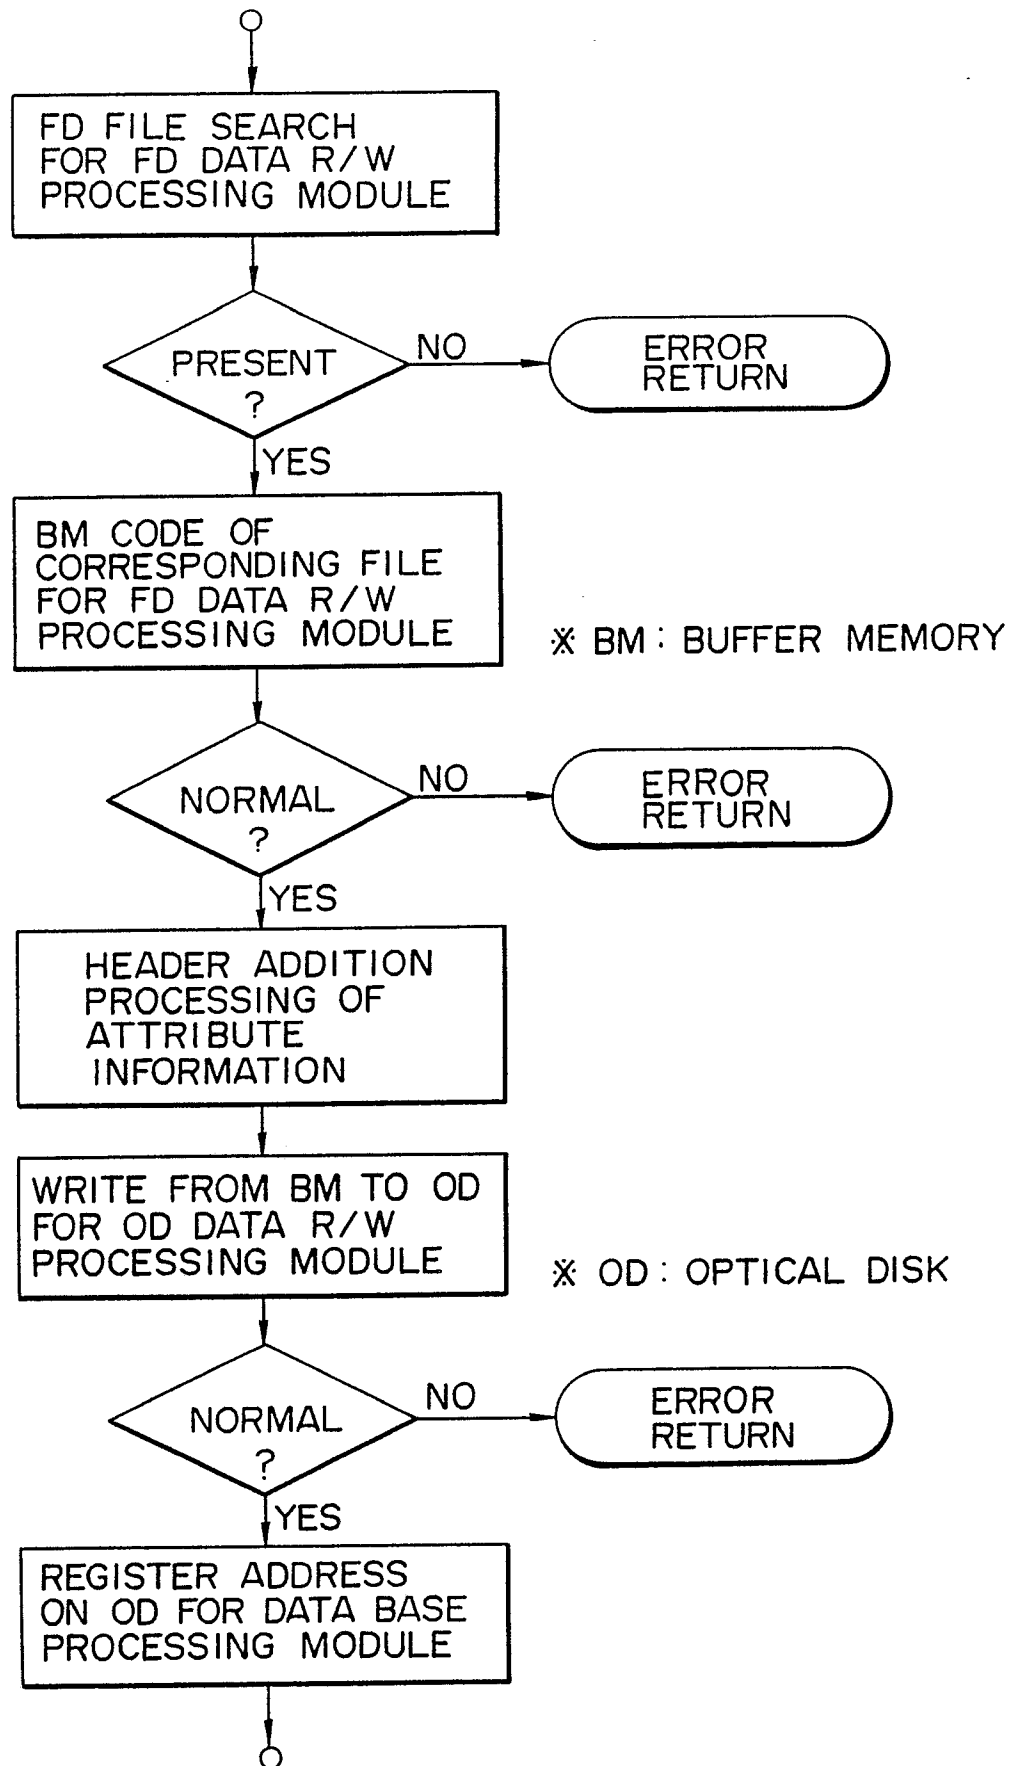 FD FILE SEARCH
FOR FD DATA R/W
PROCESSING MODULE
PRESENT
?
NO
ERROR
RETURN
YES
BM CODE OF
CORRESPONDING FILE
FOR FD DATA R/W
PROCESSING MODULE
※ BM : BUFFER MEMORY
NORMAL
?
NO
ERROR
RETURN
YES
HEADER ADDITION
PROCESSING OF
ATTRIBUTE
INFORMATION
WRITE FROM BM TO OD
FOR OD DATA R/W
PROCESSING MODULE
※ OD : OPTICAL DISK
NORMAL
?
NO
ERROR
RETURN
YES
REGISTER ADDRESS
ON OD FOR DATA BASE
PROCESSING MODULE